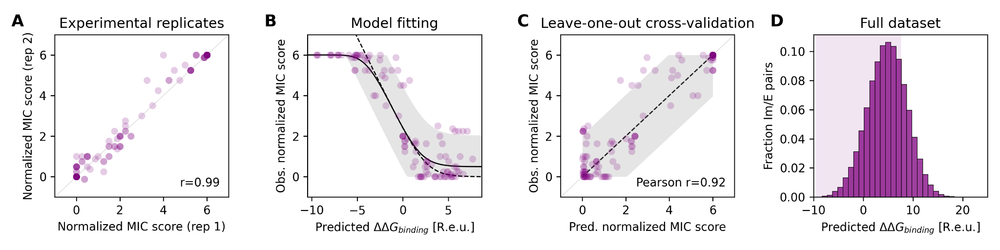 A
Experimental replicates
Normalized MIC score (rep 2)
6
4
2
0
r=0.99
0 2 4 6
Normalized MIC score (rep 1)
B
Model fitting
Obs. normalized MIC score
6
4
2
0
−10 −5 0 5
Predicted ΔΔGbinding [R.e.u.]
C
Leave-one-out cross-validation
Obs. normalized MIC score
6
4
2
0
Pearson r=0.92
0 2 4 6
Pred. normalized MIC score
D
Full dataset
Fraction Im/E pairs
0.10
0.08
0.06
0.04
0.02
0.00
−10 0 10 20
Predicted ΔΔGbinding [R.e.u.]